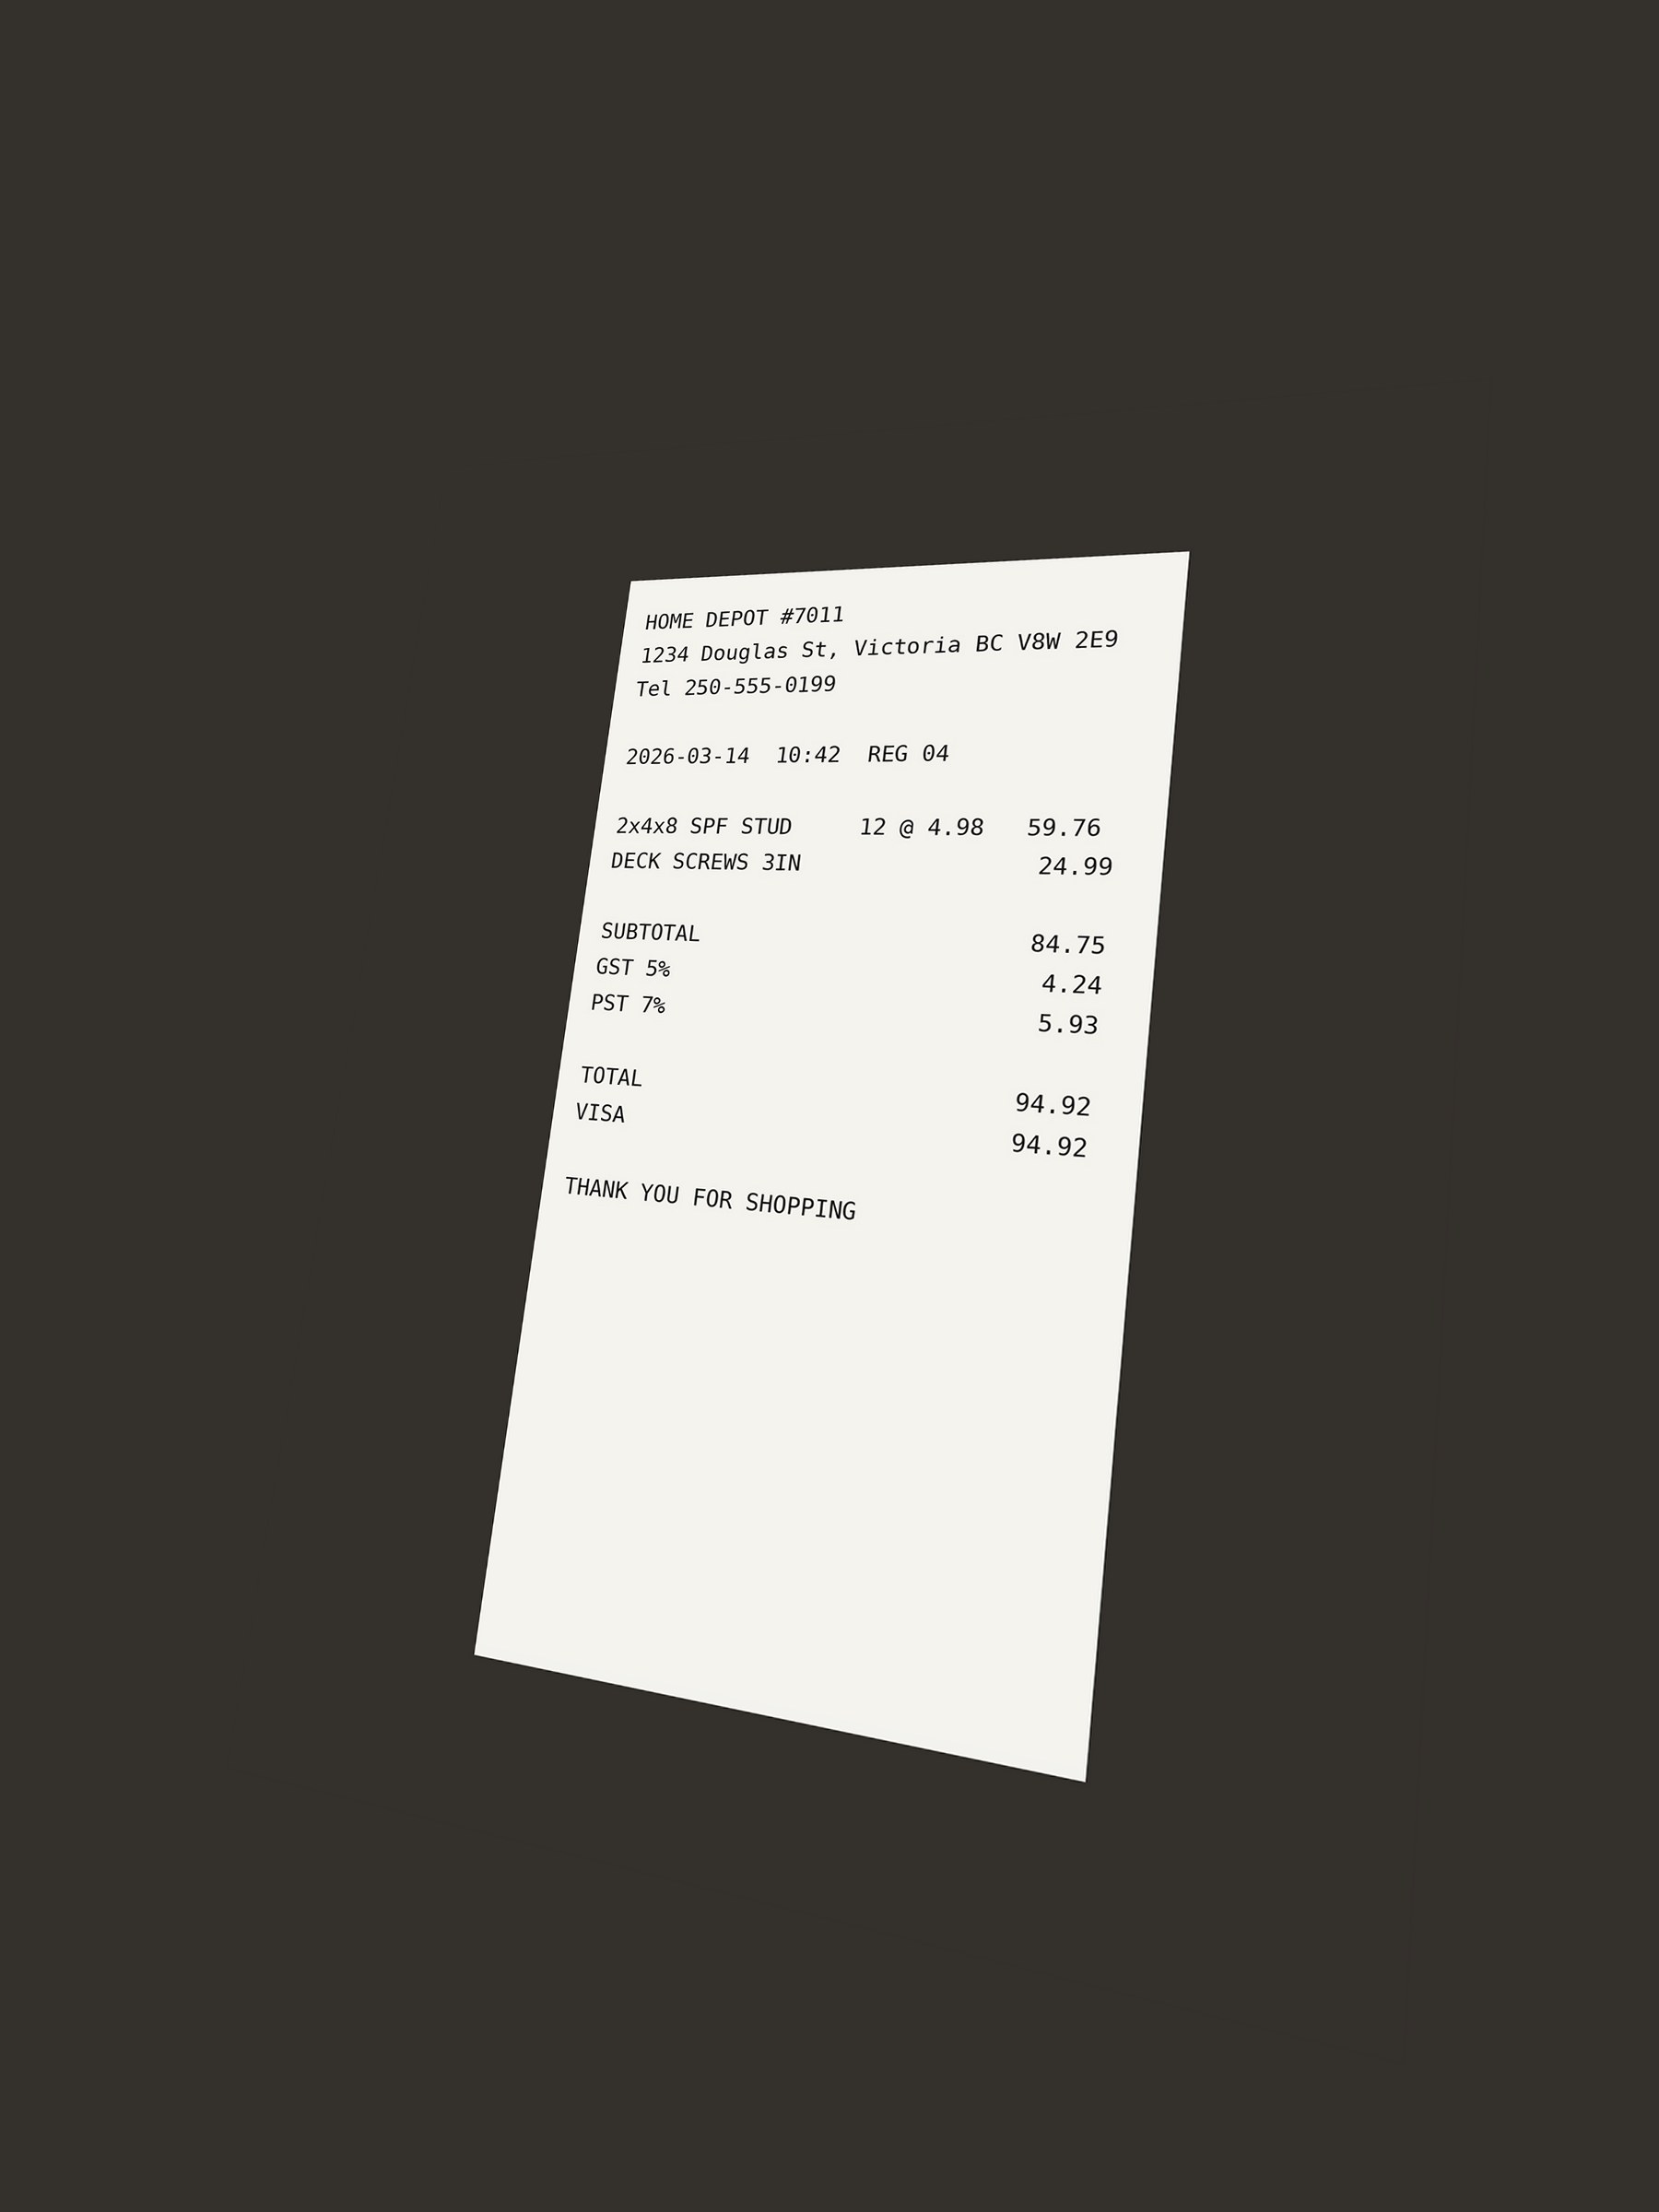 HOME DEPOT #7011
1234 Douglas St, Victoria BC V8W 2E9
Tel 250-555-0199
2026-03-14  10:42  REG 04
2x4x8 SPF STUD     12 @ 4.98   59.76
DECK SCREWS 3IN     24.99
SUBTOTAL     84.75
GST 5%     4.24
PST 7%     5.93
TOTAL     94.92
VISA     94.92
THANK YOU FOR SHOPPING